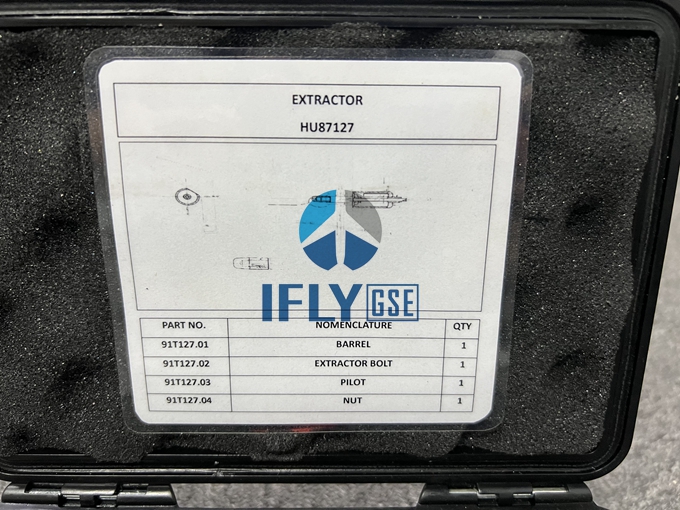 EXTRACTOR
HU87127
IFLY GSE
PART NO. NOMENCLATURE QTY
91T127.01 BARREL 1
91T127.02 EXTRACTOR BOLT 1
91T127.03 PILOT 1
91T127.04 NUT 1